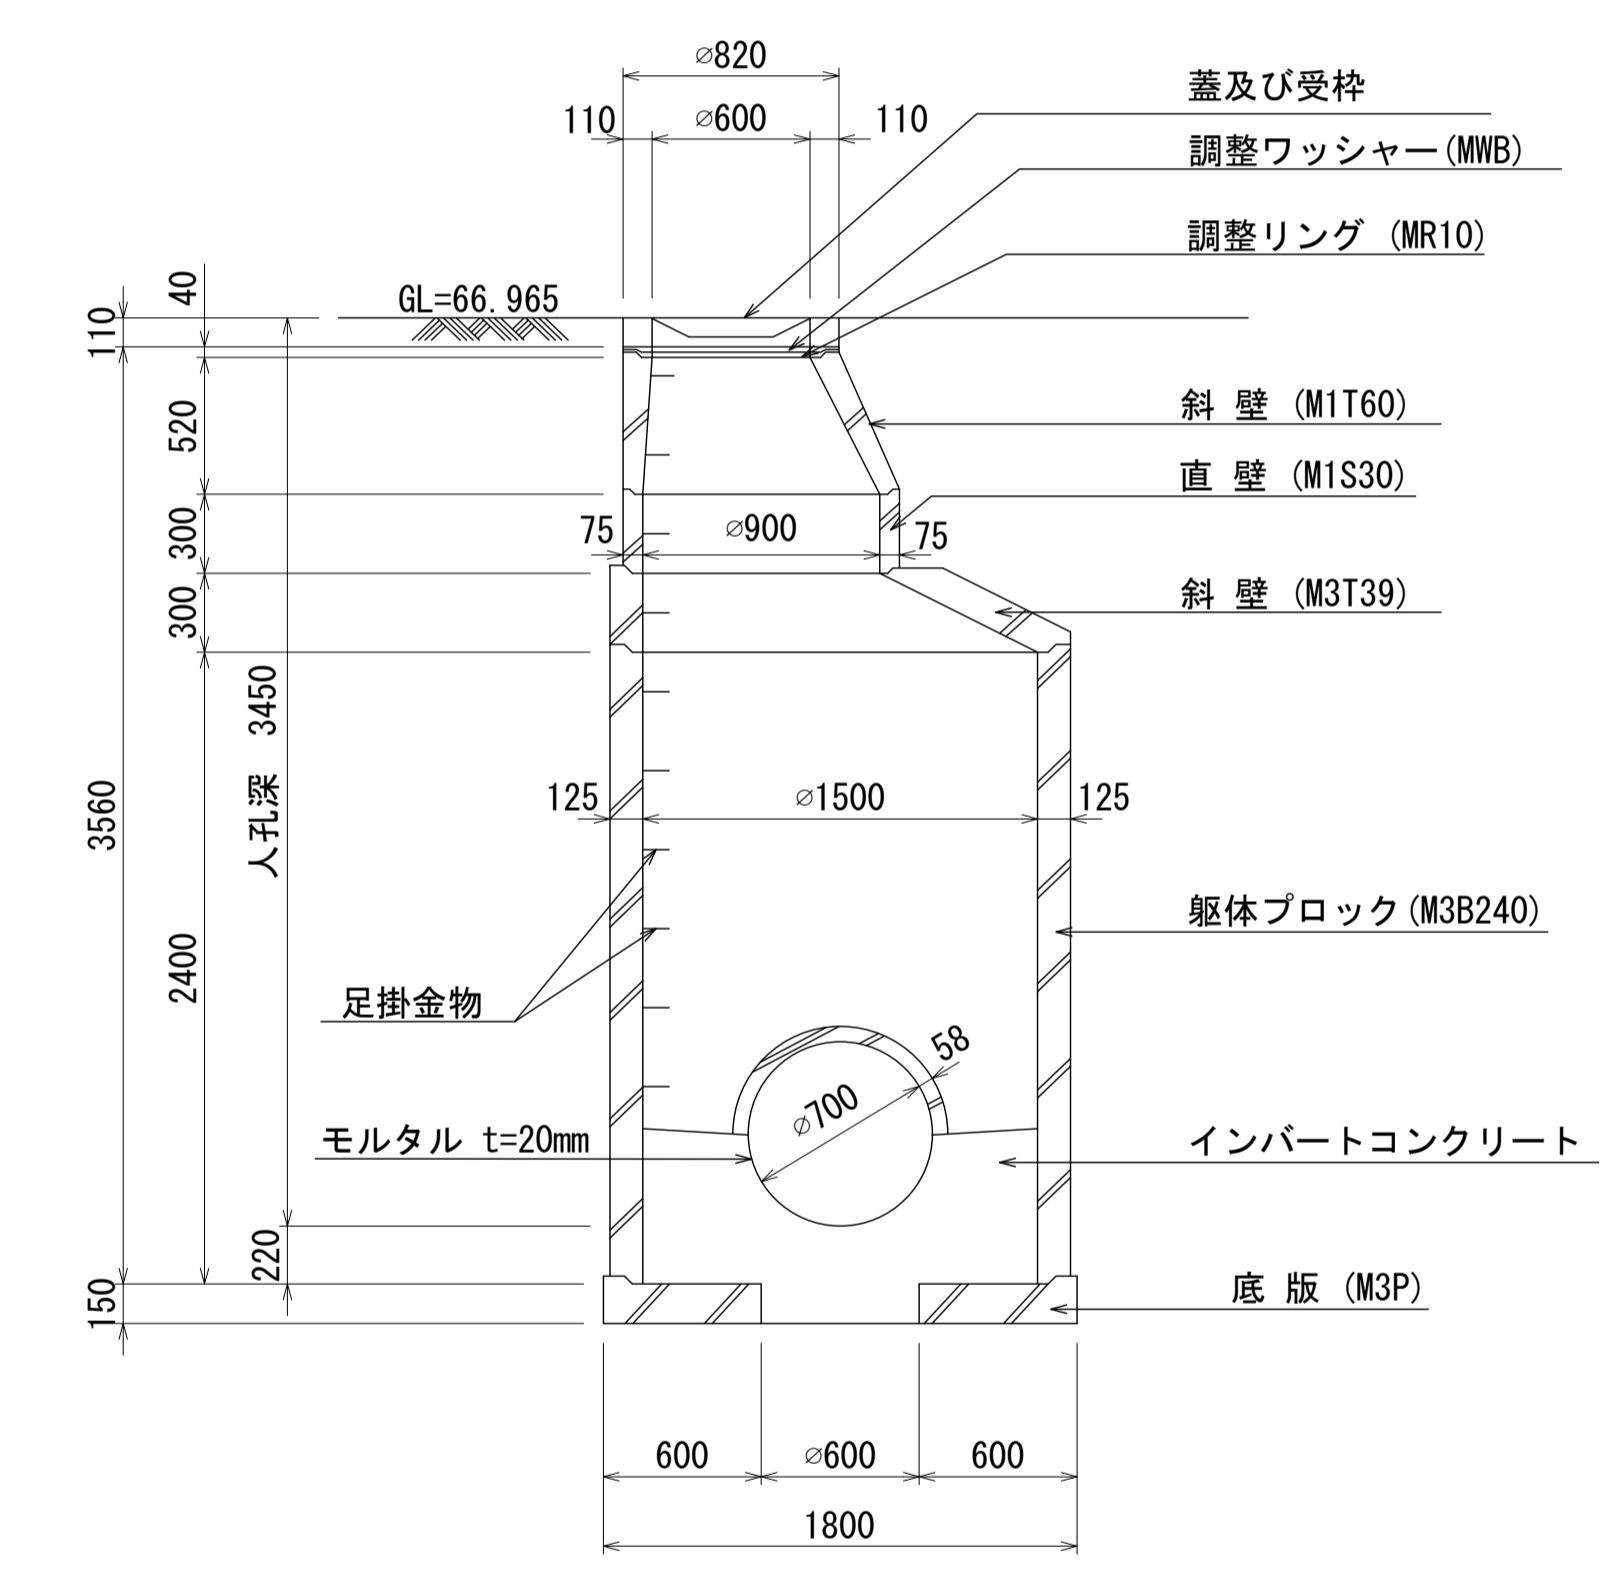 ⌀820
110
⌀600
110
蓋及び受枠
調整ワッシャー(MWB)
調整リング (MR10)
40
110
GL=66.965
520
斜 壁 (M1T60)
直 壁 (M1S30)
300
75
⌀900
75
300
斜 壁 (M3T39)
人孔深 3450
3560
125
⌀1500
125
2400
躯体プロック(M3B240)
足掛金物
58
⌀700
モルタル t=20mm
インバートコンクリート
220
150
底 版 (M3P)
600
⌀600
600
1800